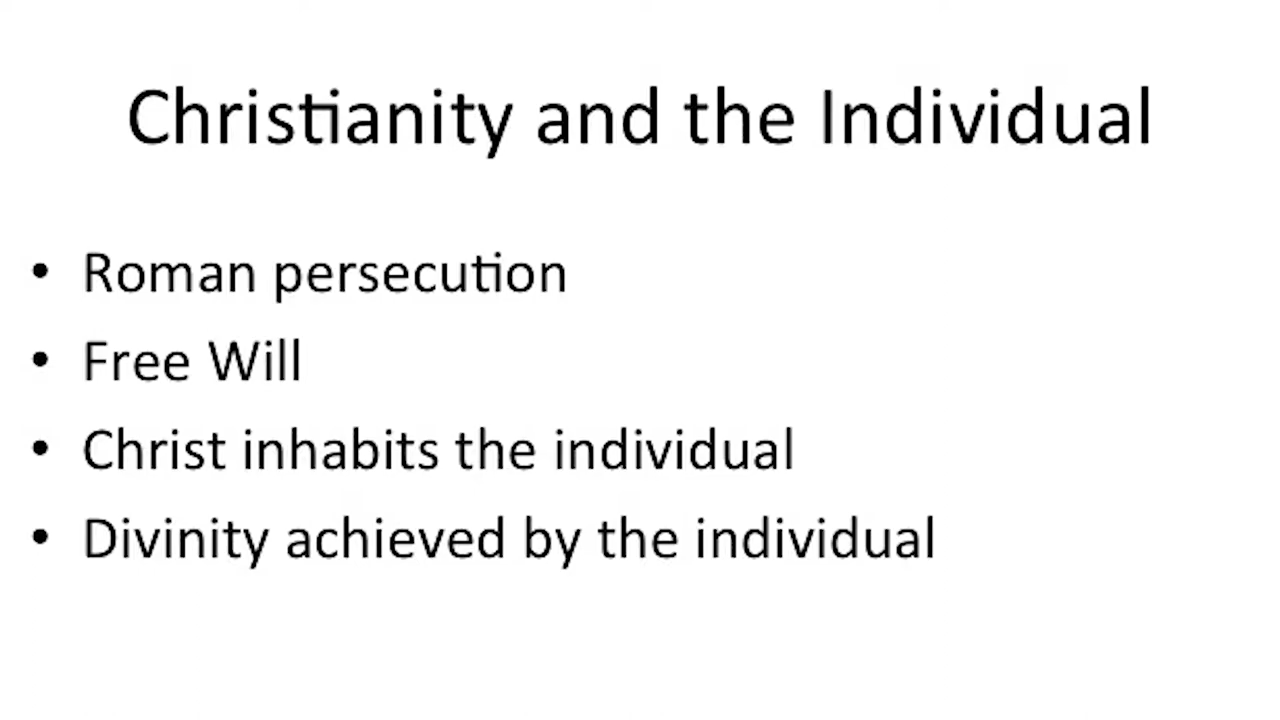 Christianity and the Individual
• Roman persecution
• Free Will
• Christ inhabits the individual
• Divinity achieved by the individual